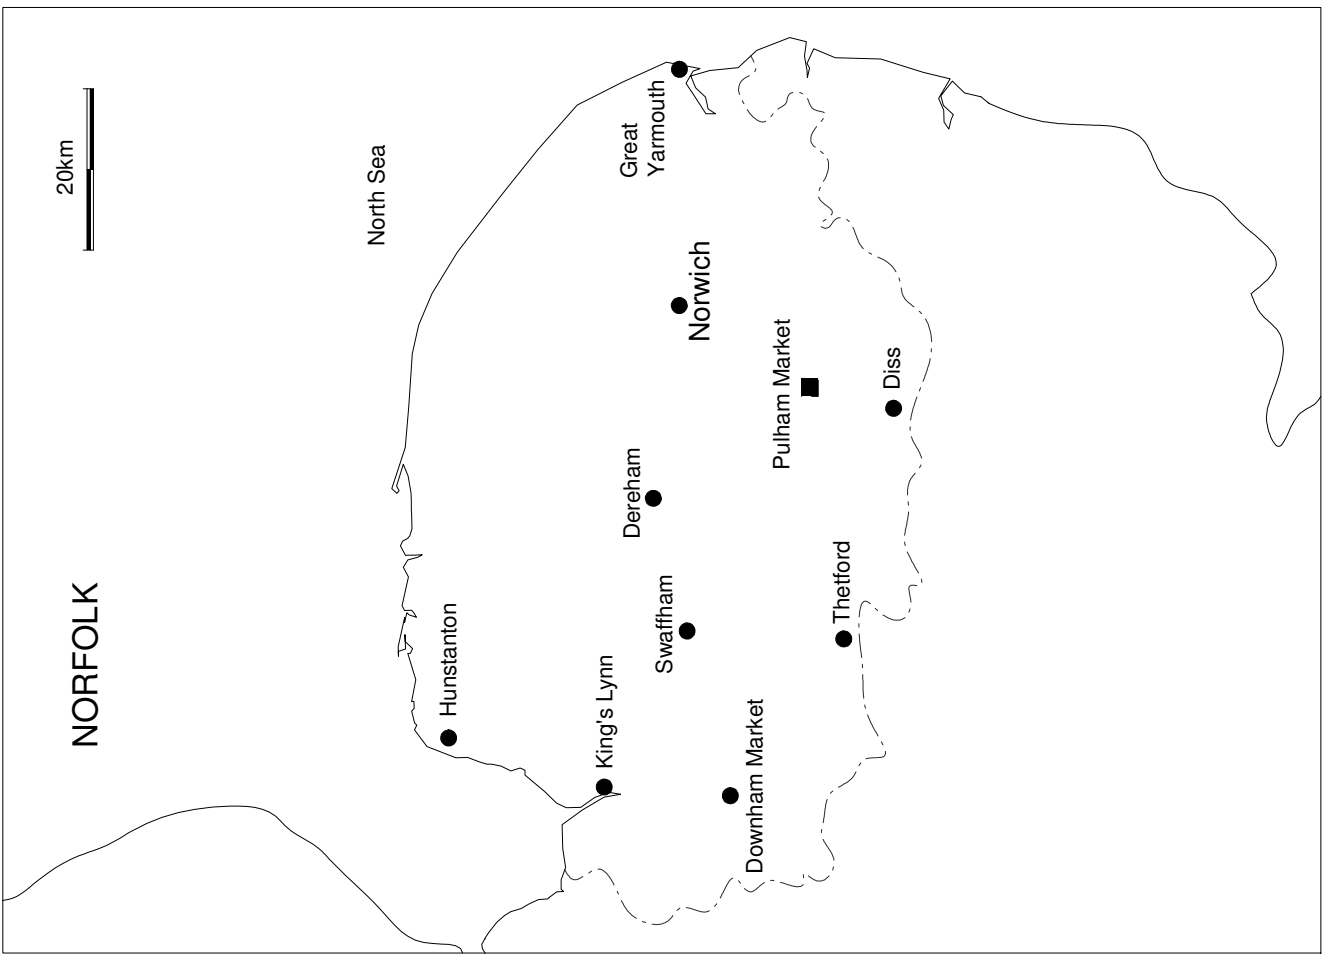 NORFOLK
20km
North Sea
Hunstanton
King's Lynn
Great
Yarmouth
Dereham
Swaffham
Norwich
Downham Market
Pulham Market
Thetford
Diss